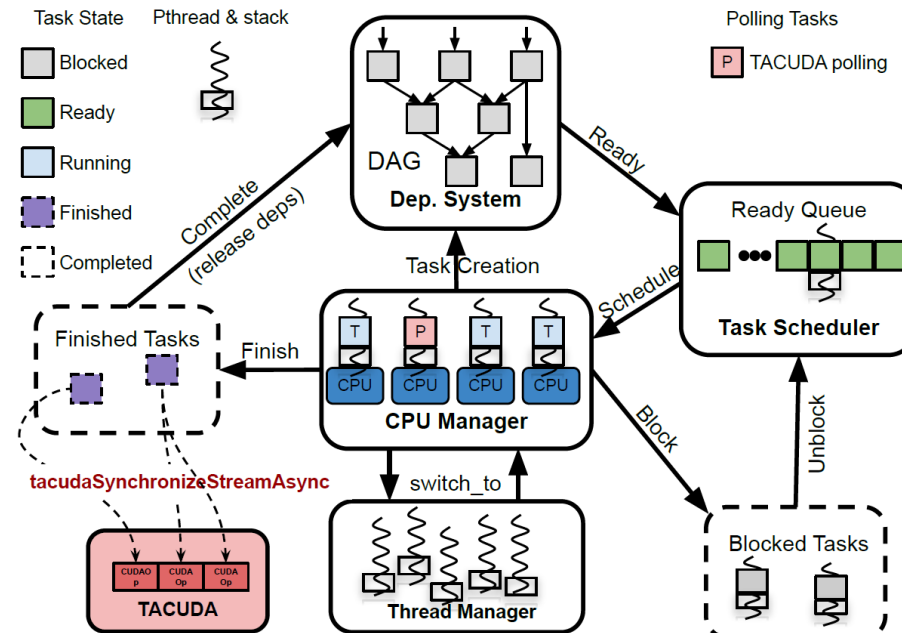 Task State
Pthread & stack
Polling Tasks
Blocked
Ready
Running
Finished
Completed
P
TACUDA polling
DAG
Dep. System
Ready
Complete
(release deps)
Task Creation
Ready Queue
Task Scheduler
Schedule
Finished Tasks
Finish
T
P
T
T
CPU
CPU
CPU
CPU
CPU Manager
Block
Unblock
tacudaSynchronizeStreamAsync
switch_to
CUDAO
p
CUDA
Op
CUDA
Op
TACUDA
Thread Manager
Blocked Tasks